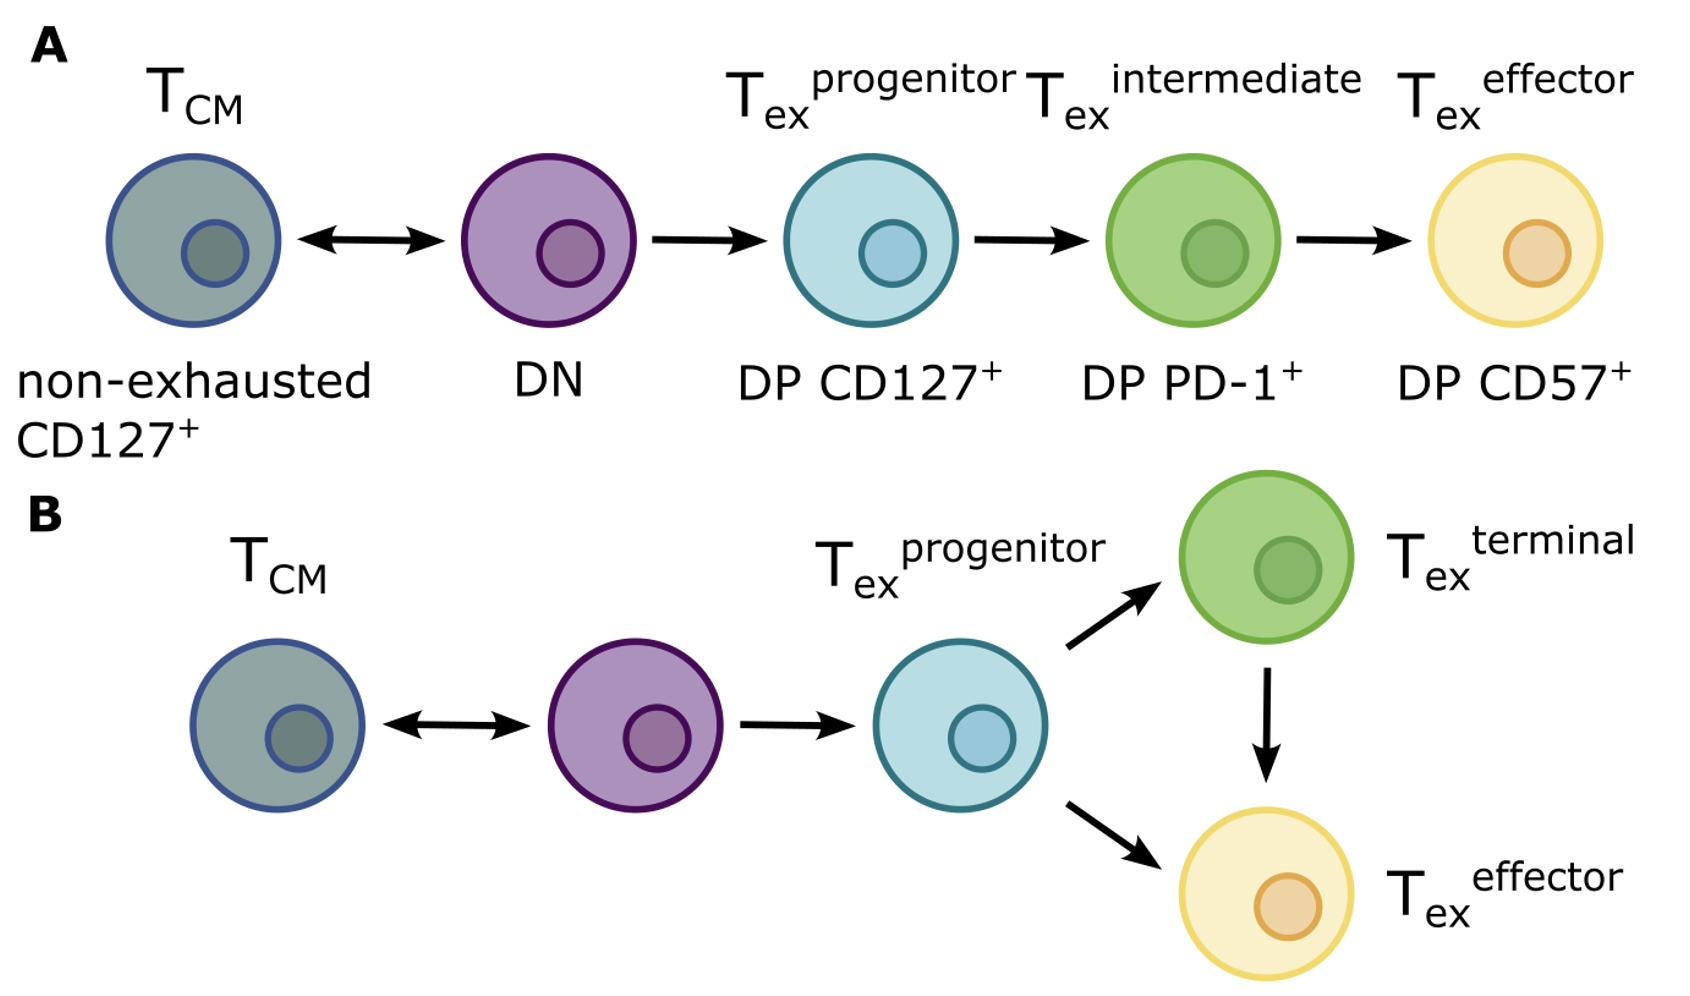 A
T_CM
T_ex^progenitor T_ex^intermediate T_ex^effector
non-exhausted CD127⁺
DN
DP CD127⁺
DP PD-1⁺
DP CD57⁺
B
T_CM
T_ex^progenitor
T_ex^terminal
T_ex^effector